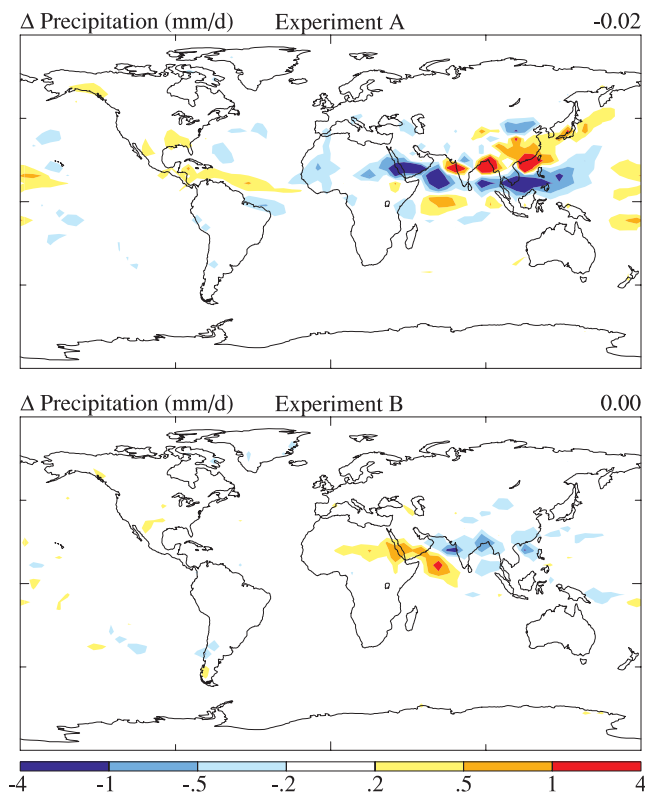 Δ Precipitation (mm/d) Experiment A -0.02
Δ Precipitation (mm/d) Experiment B 0.00
-4 -1 -.5 -.2 .2 .5 1 4